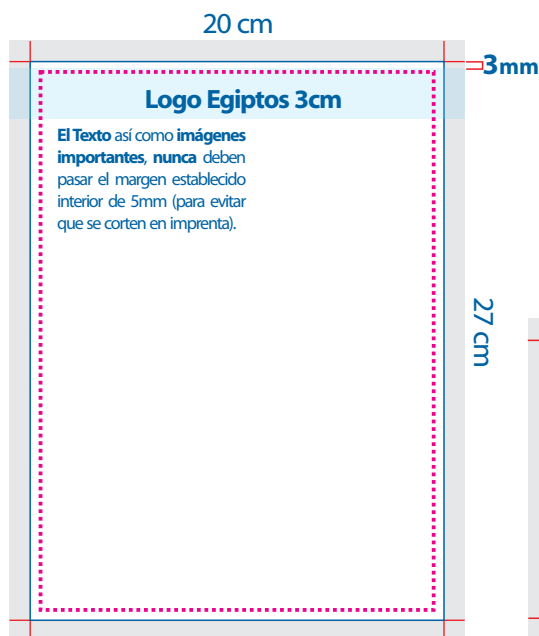 20 cm
3mm
Logo Egiptos 3cm
El Texto así como imágenes
importantes, nunca deben
pasar el margen establecido
interior de 5mm (para evitar
que se corten en imprenta).
27 cm